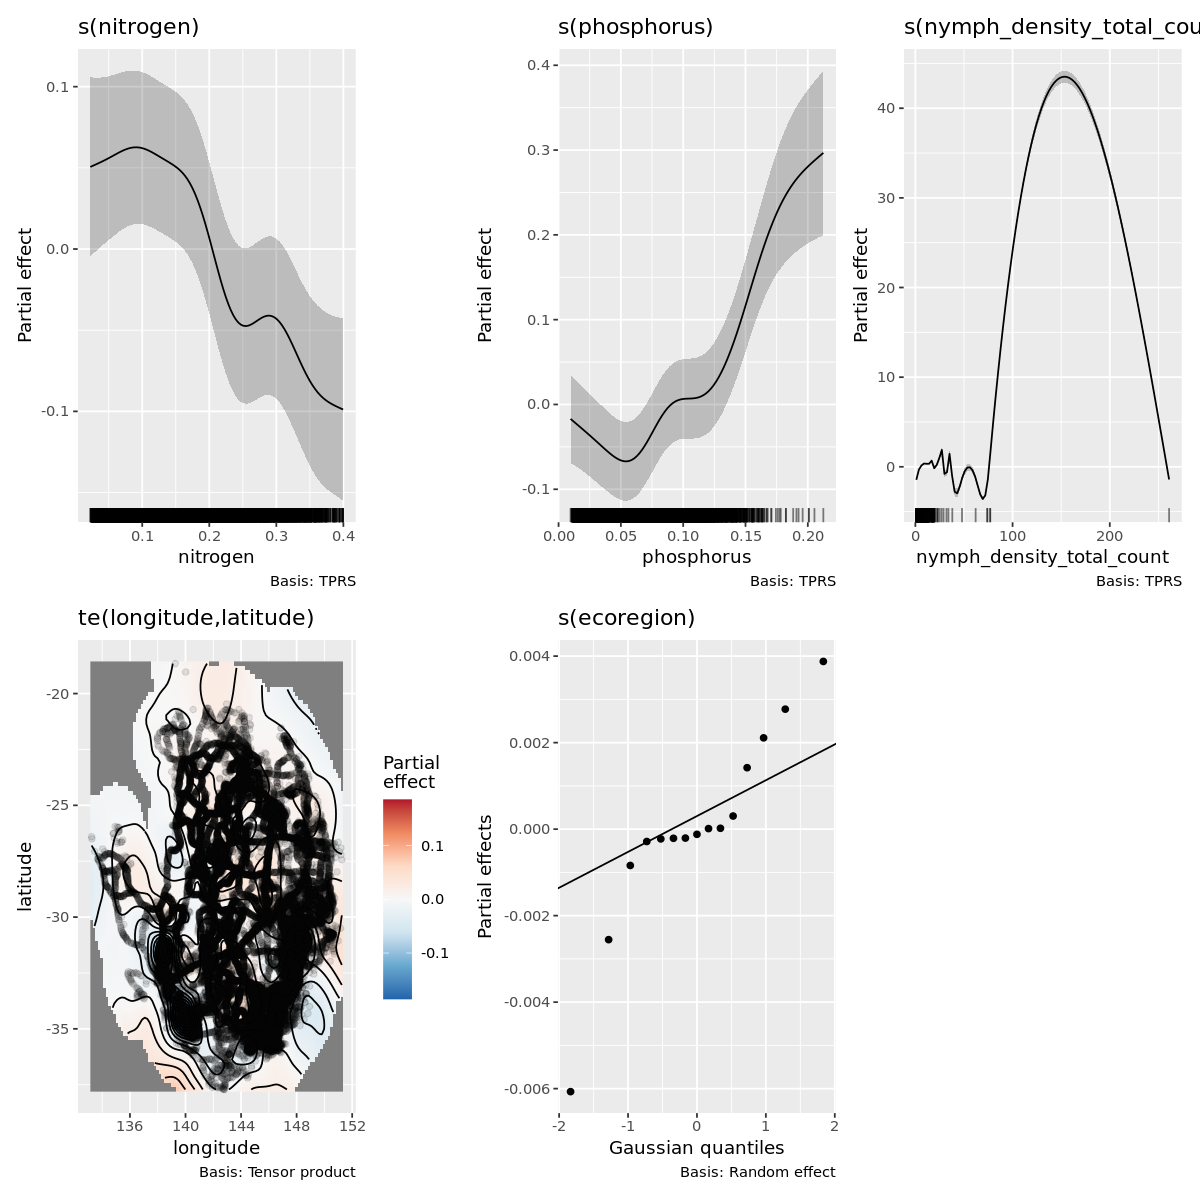 s(nitrogen)
0.1
0.0
-0.1
Partial effect
0.1
0.2
0.3
0.4
nitrogen
Basis: TPRS
s(phosphorus)
0.4
0.3
0.2
0.1
0.0
-0.1
Partial effect
0.00
0.05
0.10
0.15
0.20
phosphorus
Basis: TPRS
s(nymph_density_total_cou
40
30
20
10
0
Partial effect
0
100
200
nymph_density_total_count
Basis: TPRS
te(longitude,latitude)
-20
-25
-30
-35
latitude
136
140
144
148
152
longitude
Basis: Tensor product
Partial
effect
0.1
0.0
-0.1
s(ecoregion)
0.004
0.002
0.000
-0.002
-0.004
-0.006
Partial effects
-2
-1
0
1
2
Gaussian quantiles
Basis: Random effect